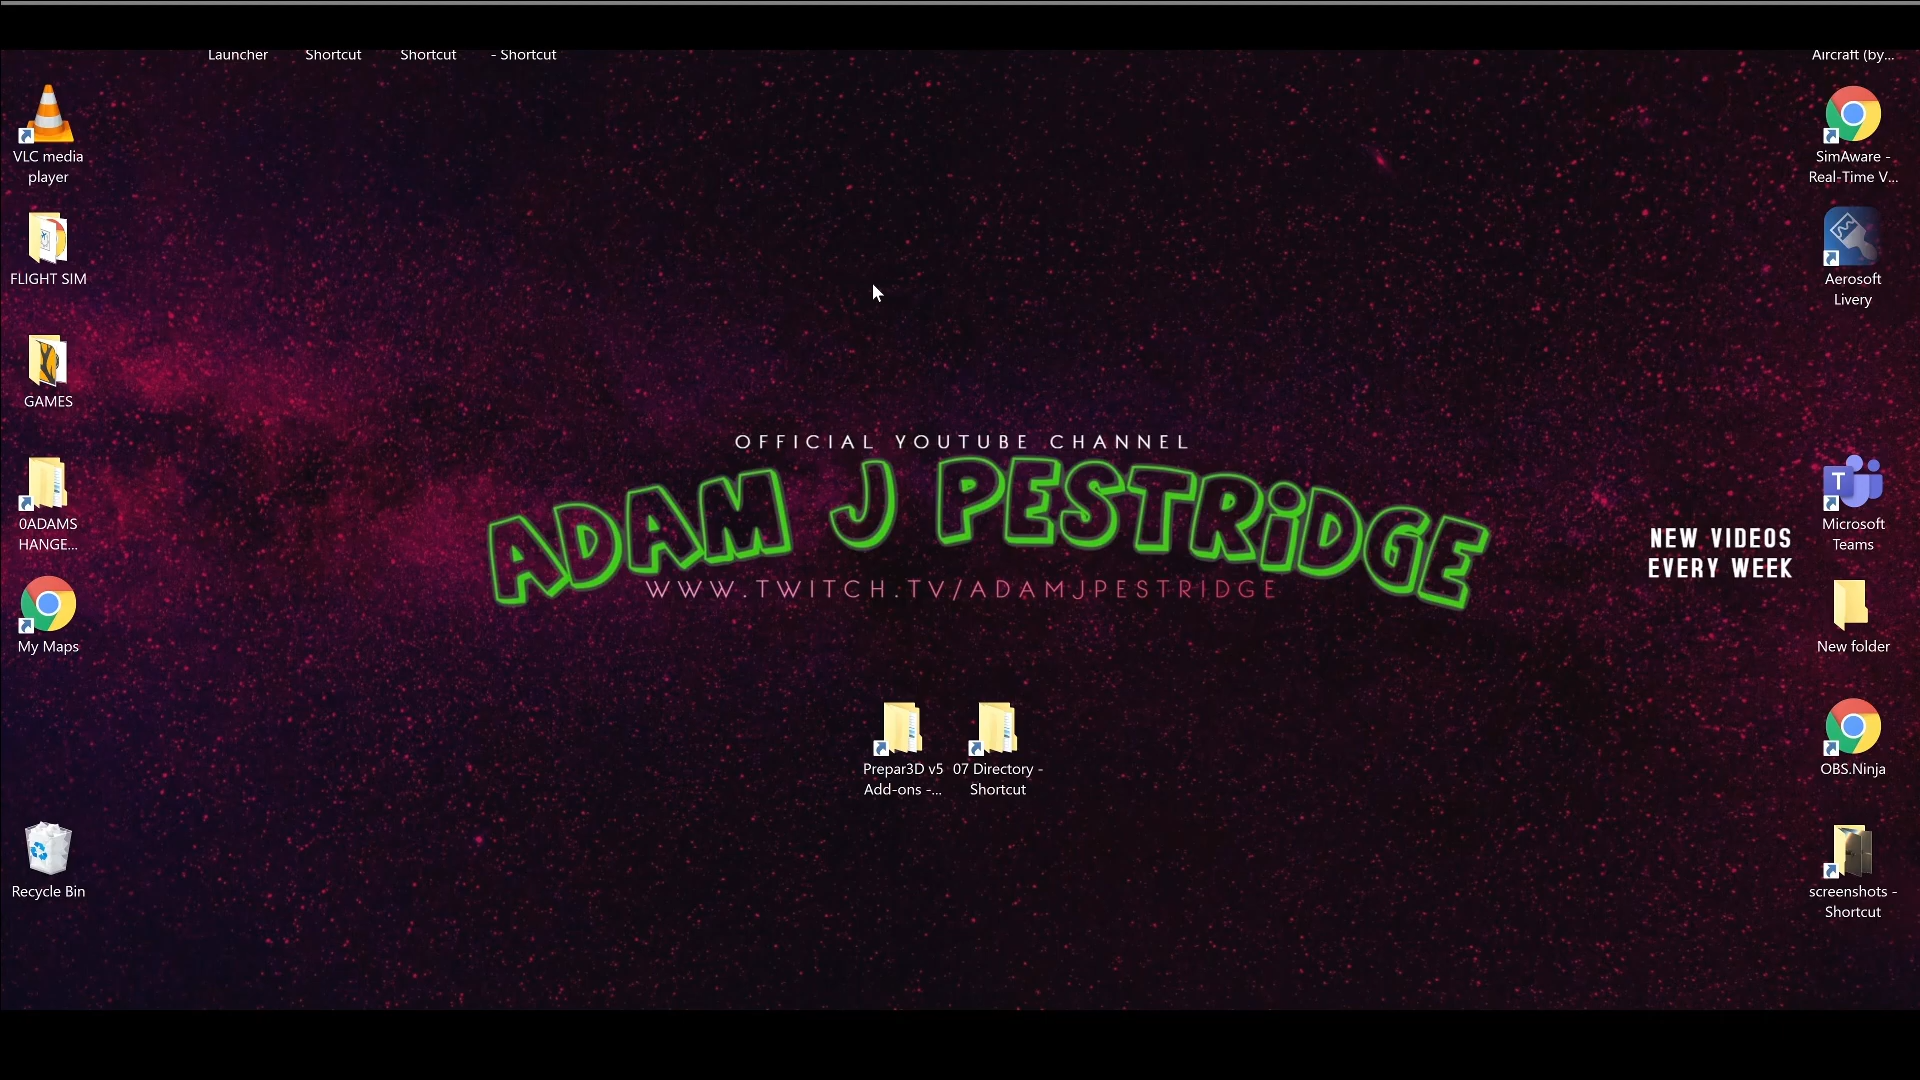 Launcher
Shortcut
Shortcut
- Shortcut
Aircraft (by...
VLC media
player
FLIGHT SIM
GAMES
0ADAMS
HANGE...
My Maps
Recycle Bin
OFFICIAL YOUTUBE CHANNEL
ADAM J PESTRiDGE
WWW.TWITCH.TV/ADAMJPESTRIDGE
NEW VIDEOS
EVERY WEEK
Prepar3D v5
Add-ons -...
07 Directory -
Shortcut
SimAware -
Real-Time V...
Aerosoft
Livery
T
Microsoft
Teams
New folder
OBS.Ninja
screenshots -
Shortcut